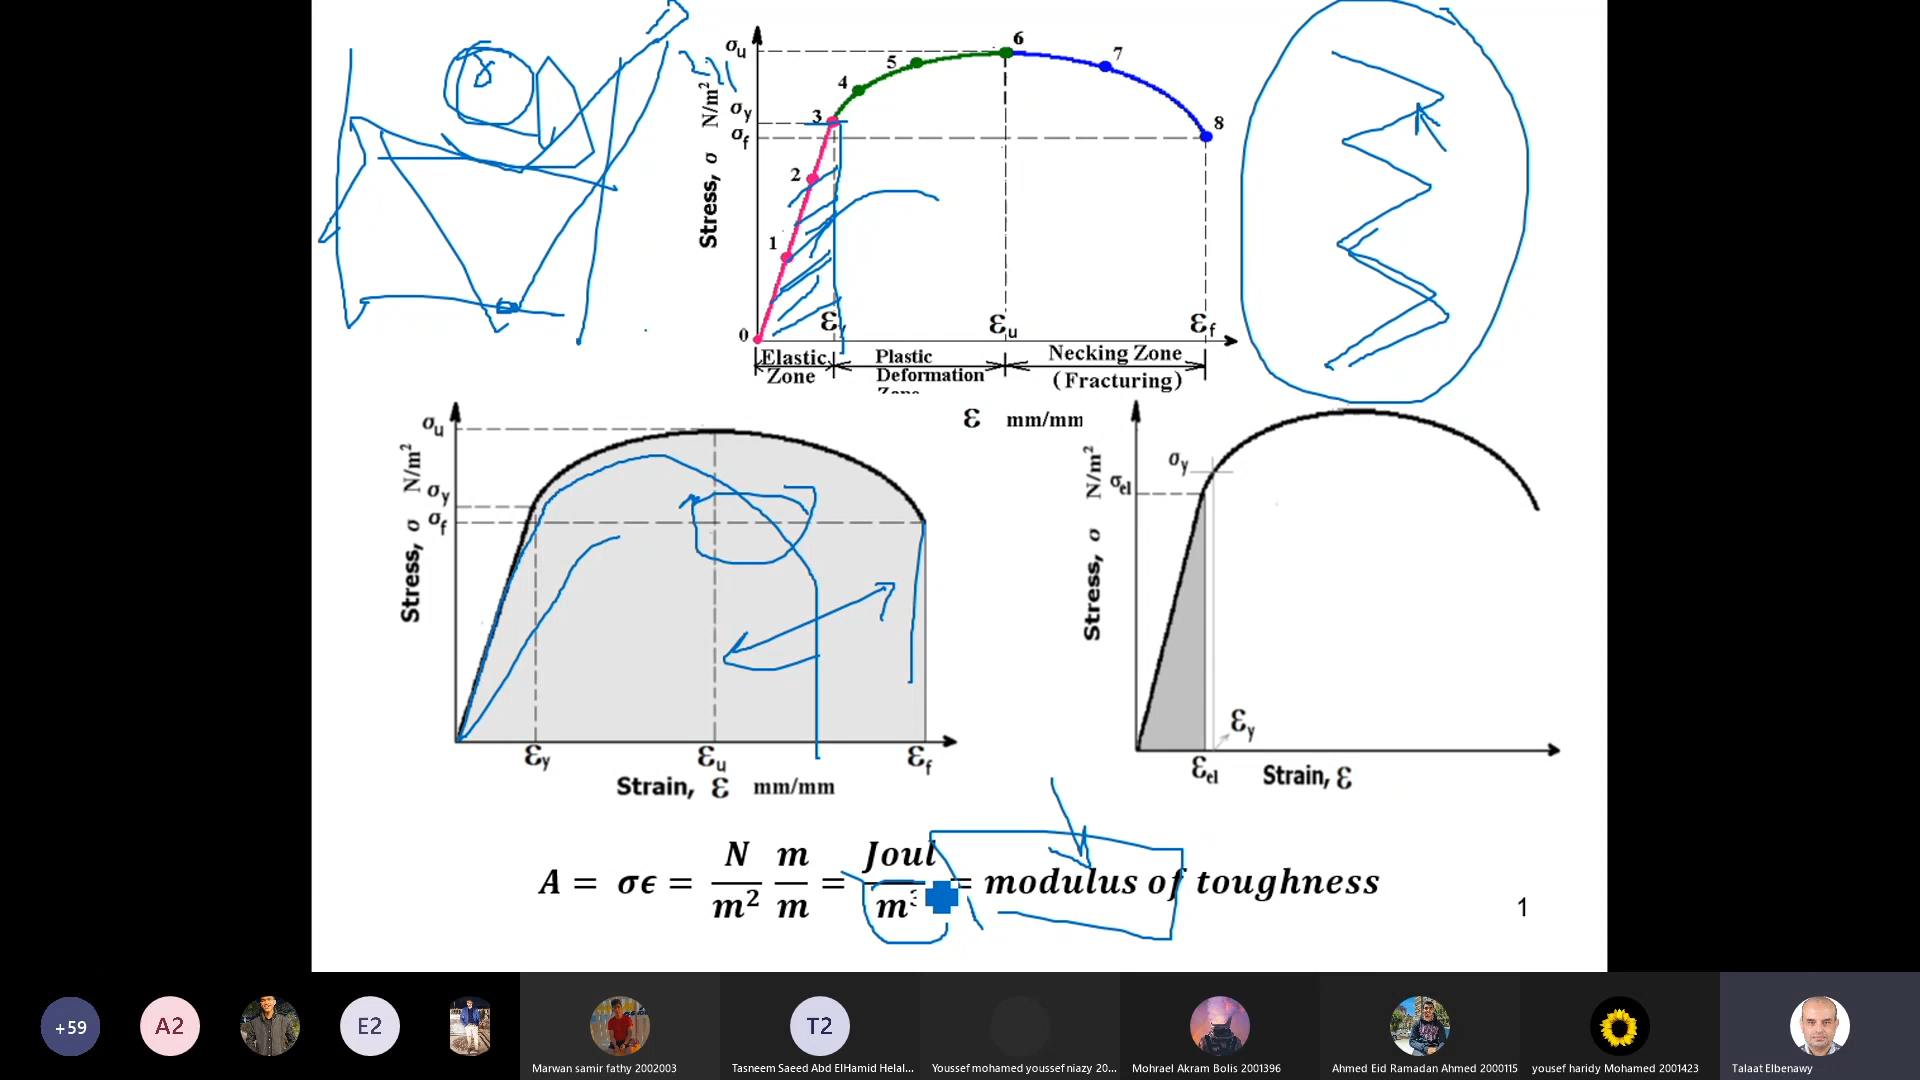 σu
σy
σf
Stress, σ N/m²
0
1
2
3
4
5
6
7
8
ε
εu
εf
Elastic
Zone
Plastic
Deformation
Necking Zone
(Fracturing)
ε mm/mm
σu
σy
σf
Stress, σ N/m²
εy
εu
εf
Strain, ε mm/mm
σy
σel
Stress, σ N/m²
εy
εel
Strain, ε
A = σϵ = N/m² m/m = Joul/m³ = modulus of toughness
1
+59
A2
E2
T2
Marwan samir fathy 2002003
Tasneem Saeed Abd ElHamid Helal...
Youssef mohamed youssef niazy 20...
Mohrael Akram Bolis 2001396
Ahmed Eid Ramadan Ahmed 2000115
yousef haridy Mohamed 2001423
Talaat Elbenawy